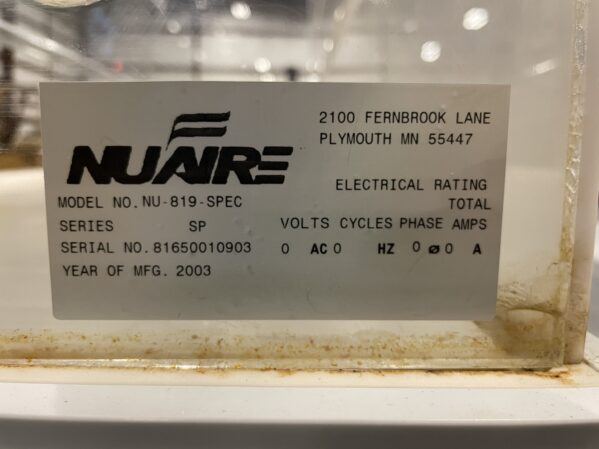 2100 FERNBROOK LANE
PLYMOUTH MN 55447
NUAIRE
ELECTRICAL RATING
MODEL NO. NU-819-SPEC
TOTAL
SERIES SP
VOLTS CYCLES PHASE AMPS
SERIAL NO. 81650010903
0 AC 0 HZ 0 ø 0 A
YEAR OF MFG. 2003